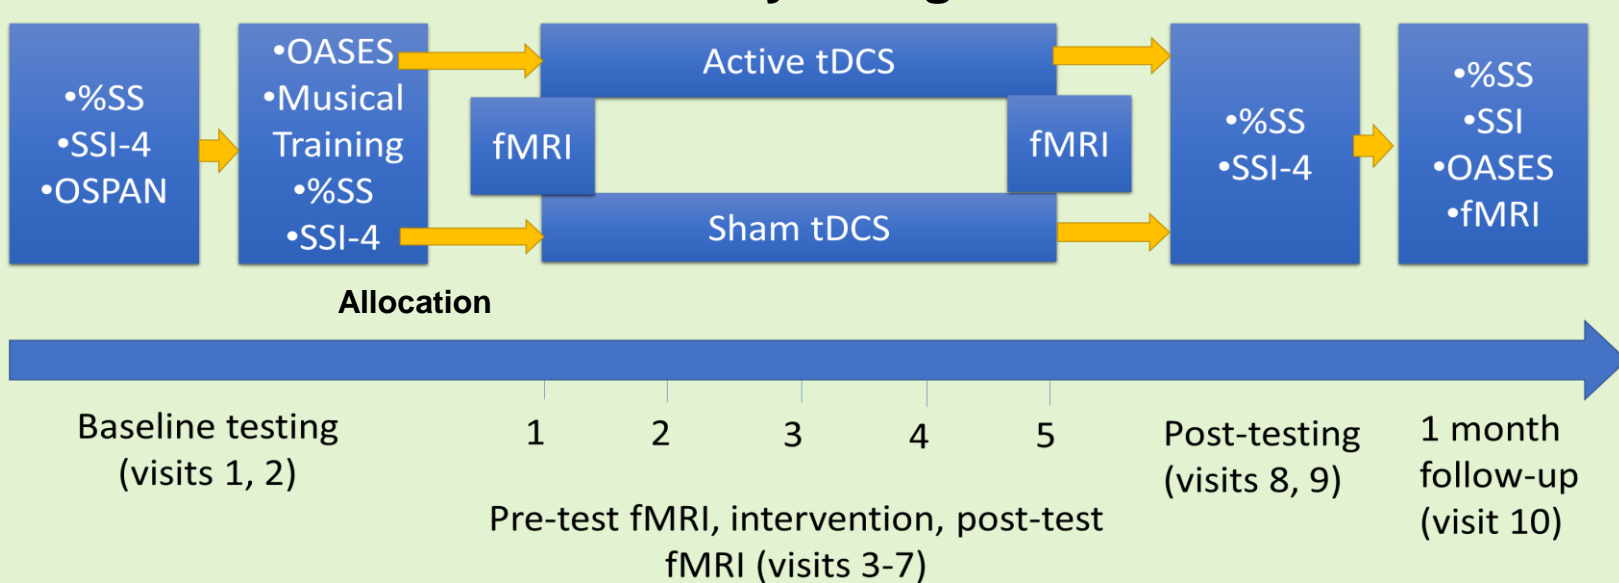 •%SS
•SSI-4
•OSPAN
•OASES
•Musical
Training
•%SS
•SSI-4
Active tDCS
fMRI
fMRI
Sham tDCS
•%SS
•SSI-4
•%SS
•SSI
•OASES
•fMRI
Allocation
Baseline testing
(visits 1, 2)
1
2
3
4
5
Pre-test fMRI, intervention, post-test
fMRI (visits 3-7)
Post-testing
(visits 8, 9)
1 month
follow-up
(visit 10)